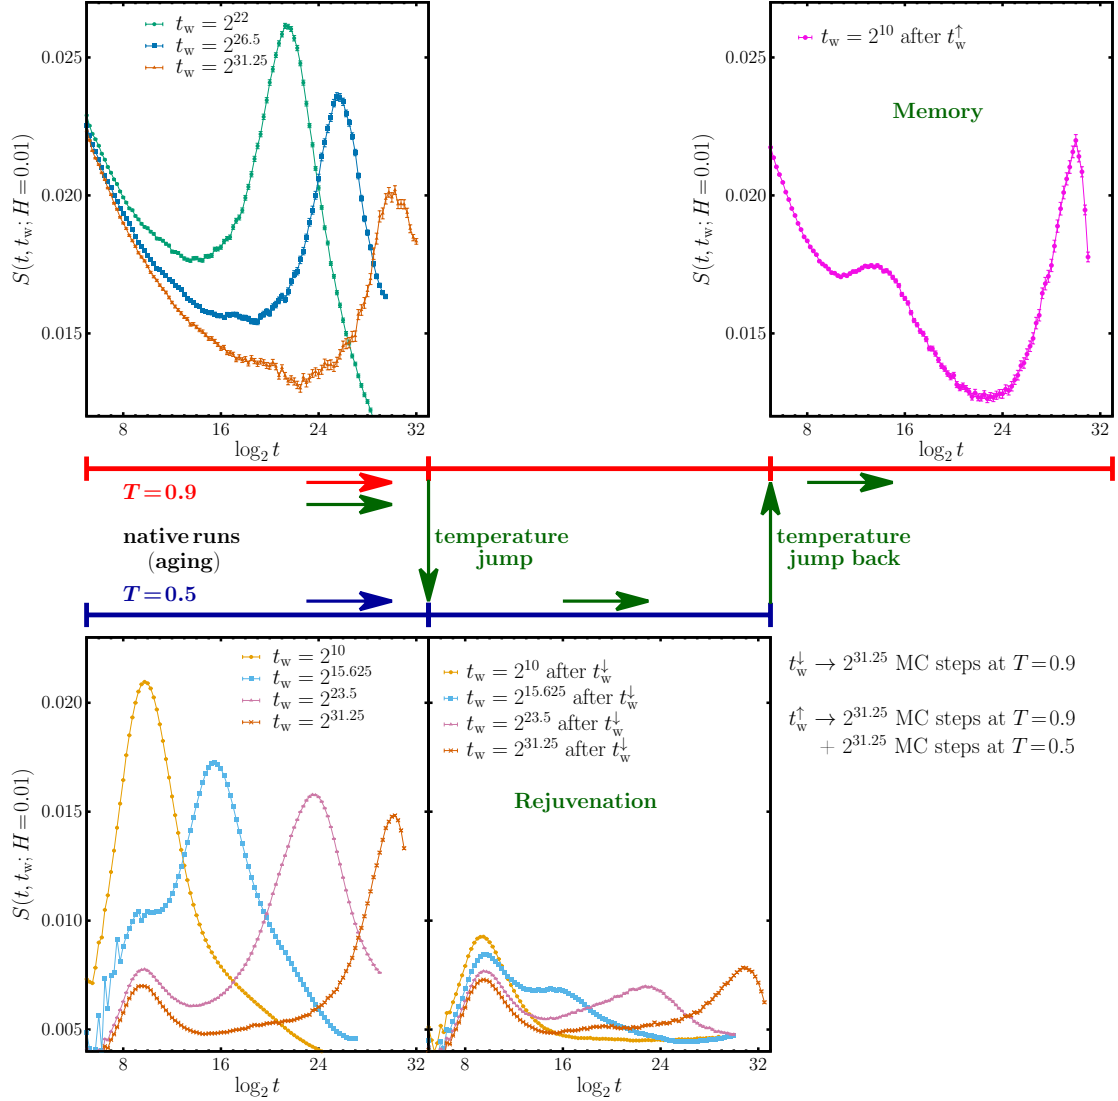 t_w = 2^22
t_w = 2^26.5
t_w = 2^31.25
0.025
0.020
0.015
S(t, t_w; H = 0.01)
8
16
24
32
log_2 t
t_w = 2^10 after t_w^↑
Memory
0.025
0.020
0.015
S(t, t_w; H = 0.01)
8
16
24
32
log_2 t
T = 0.9
native runs
(aging)
T = 0.5
temperature
jump
temperature
jump back
t_w = 2^10
t_w = 2^15.625
t_w = 2^23.5
t_w = 2^31.25
0.020
0.015
0.010
0.005
S(t, t_w; H = 0.01)
8
16
24
32
log_2 t
t_w = 2^10 after t_w^↓
t_w = 2^15.625 after t_w^↓
t_w = 2^23.5 after t_w^↓
t_w = 2^31.25 after t_w^↓
Rejuvenation
8
16
24
32
log_2 t
t_w^↓ → 2^31.25 MC steps at T = 0.9
t_w^↑ → 2^31.25 MC steps at T = 0.9
+ 2^31.25 MC steps at T = 0.5